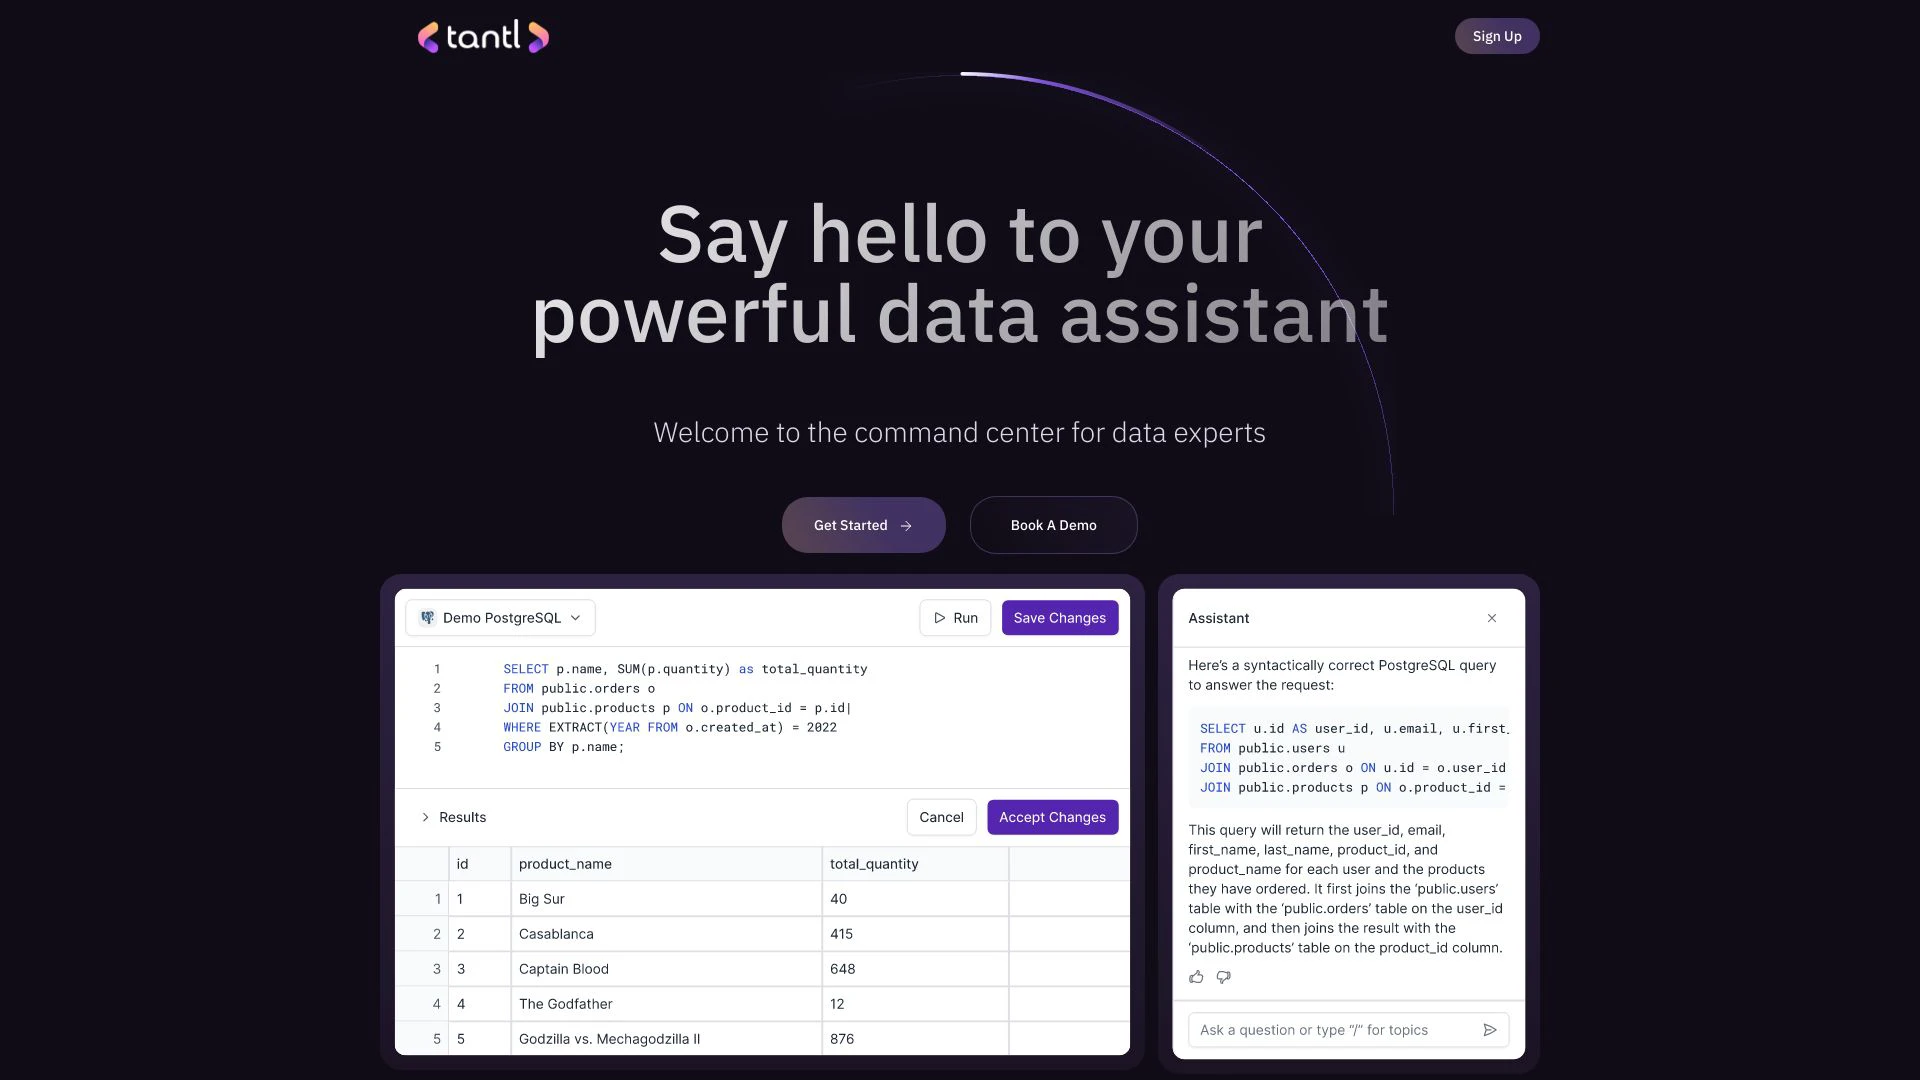 tantl
Sign Up
Say hello to your
powerful data assistant
Welcome to the command center for data experts
Get Started
Book A Demo
Demo PostgreSQL
Run
Save Changes
1 SELECT p.name, SUM(p.quantity) as total_quantity
2 FROM public.orders o
3 JOIN public.products p ON o.product_id = p.id|
4 WHERE EXTRACT(YEAR FROM o.created_at) = 2022
5 GROUP BY p.name;
Results
Cancel
Accept Changes
id product_name total_quantity
1 1 Big Sur 40
2 2 Casablanca 415
3 3 Captain Blood 648
4 4 The Godfather 12
5 5 Godzilla vs. Mechagodzilla II 876
Assistant
Here's a syntactically correct PostgreSQL query
to answer the request:
SELECT u.id AS user_id, u.email, u.first_
FROM public.users u
JOIN public.orders o ON u.id = o.user_id
JOIN public.products p ON o.product_id =
This query will return the user_id, email,
first_name, last_name, product_id, and
product_name for each user and the products
they have ordered. It first joins the ‘public.users’
table with the ‘public.orders’ table on the user_id
column, and then joins the result with the
‘public.products’ table on the product_id column.
Ask a question or type “/” for topics